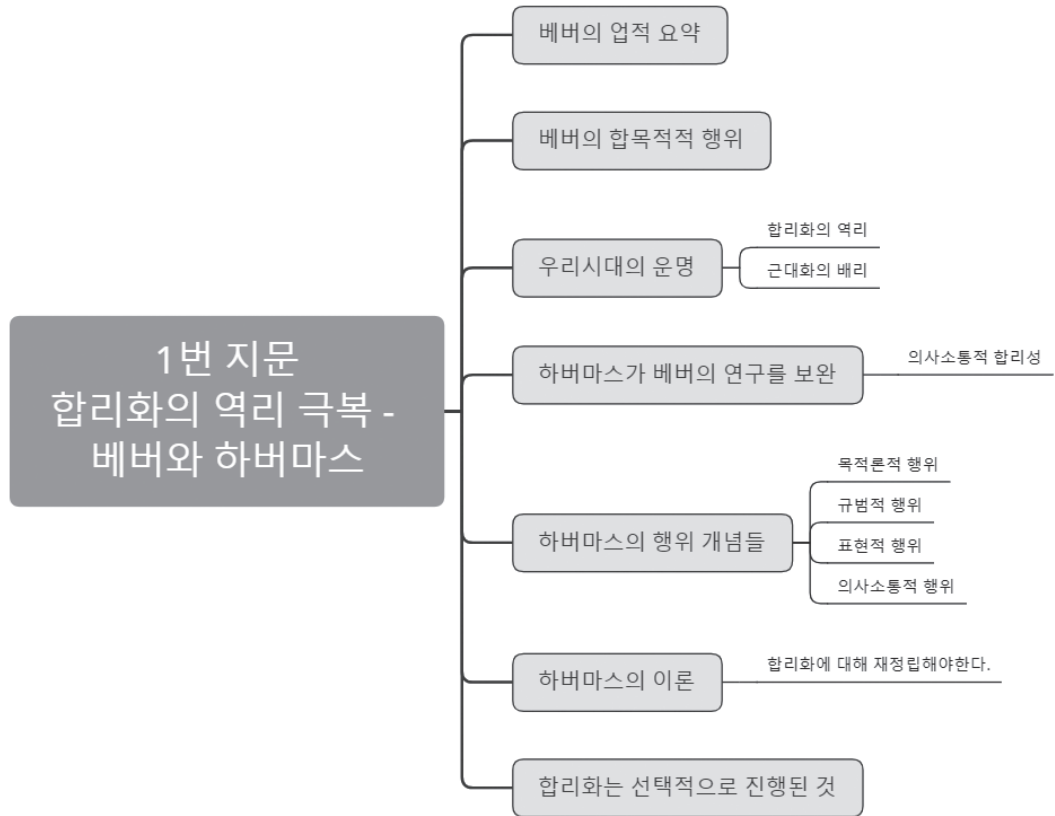 1번 지문
합리화의 역리 극복 -
베버와 하버마스
베버의 업적 요약
베버의 합목적적 행위
우리시대의 운명
합리화의 역리
근대화의 배리
하버마스가 베버의 연구를 보완
의사소통적 합리성
하버마스의 행위 개념들
목적론적 행위
규범적 행위
표현적 행위
의사소통적 행위
하버마스의 이론
합리화에 대해 재정립해야한다.
합리화는 선택적으로 진행된 것